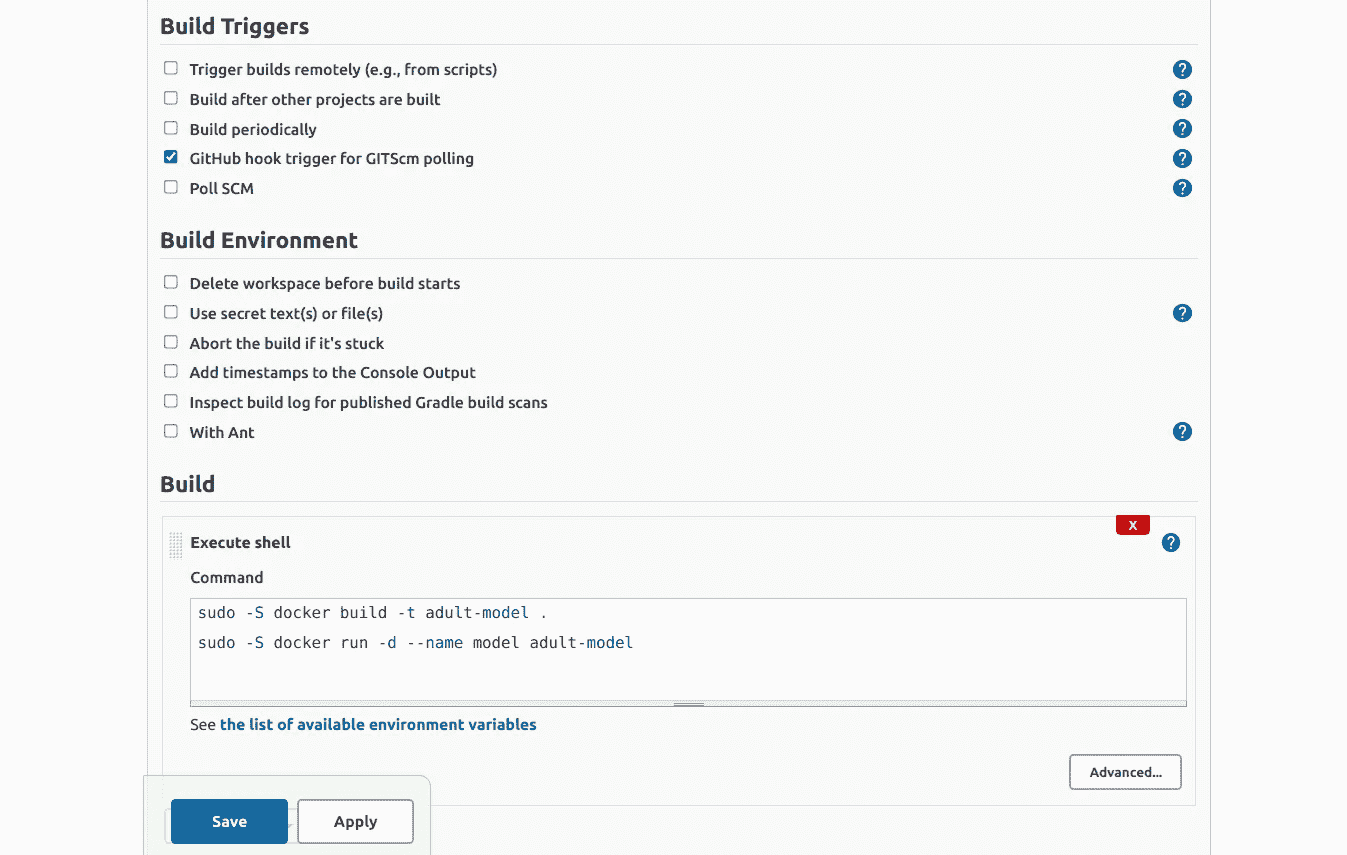 Build Triggers
Trigger builds remotely (e.g., from scripts) ?
Build after other projects are built ?
Build periodically ?
GitHub hook trigger for GITScm polling ?
Poll SCM ?
Build Environment
Delete workspace before build starts
Use secret text(s) or file(s) ?
Abort the build if it's stuck
Add timestamps to the Console Output
Inspect build log for published Gradle build scans
With Ant ?
Build
X
Execute shell ?
Command
sudo -S docker build -t adult-model .
sudo -S docker run -d --name model adult-model
See the list of available environment variables
Advanced...
Save Apply